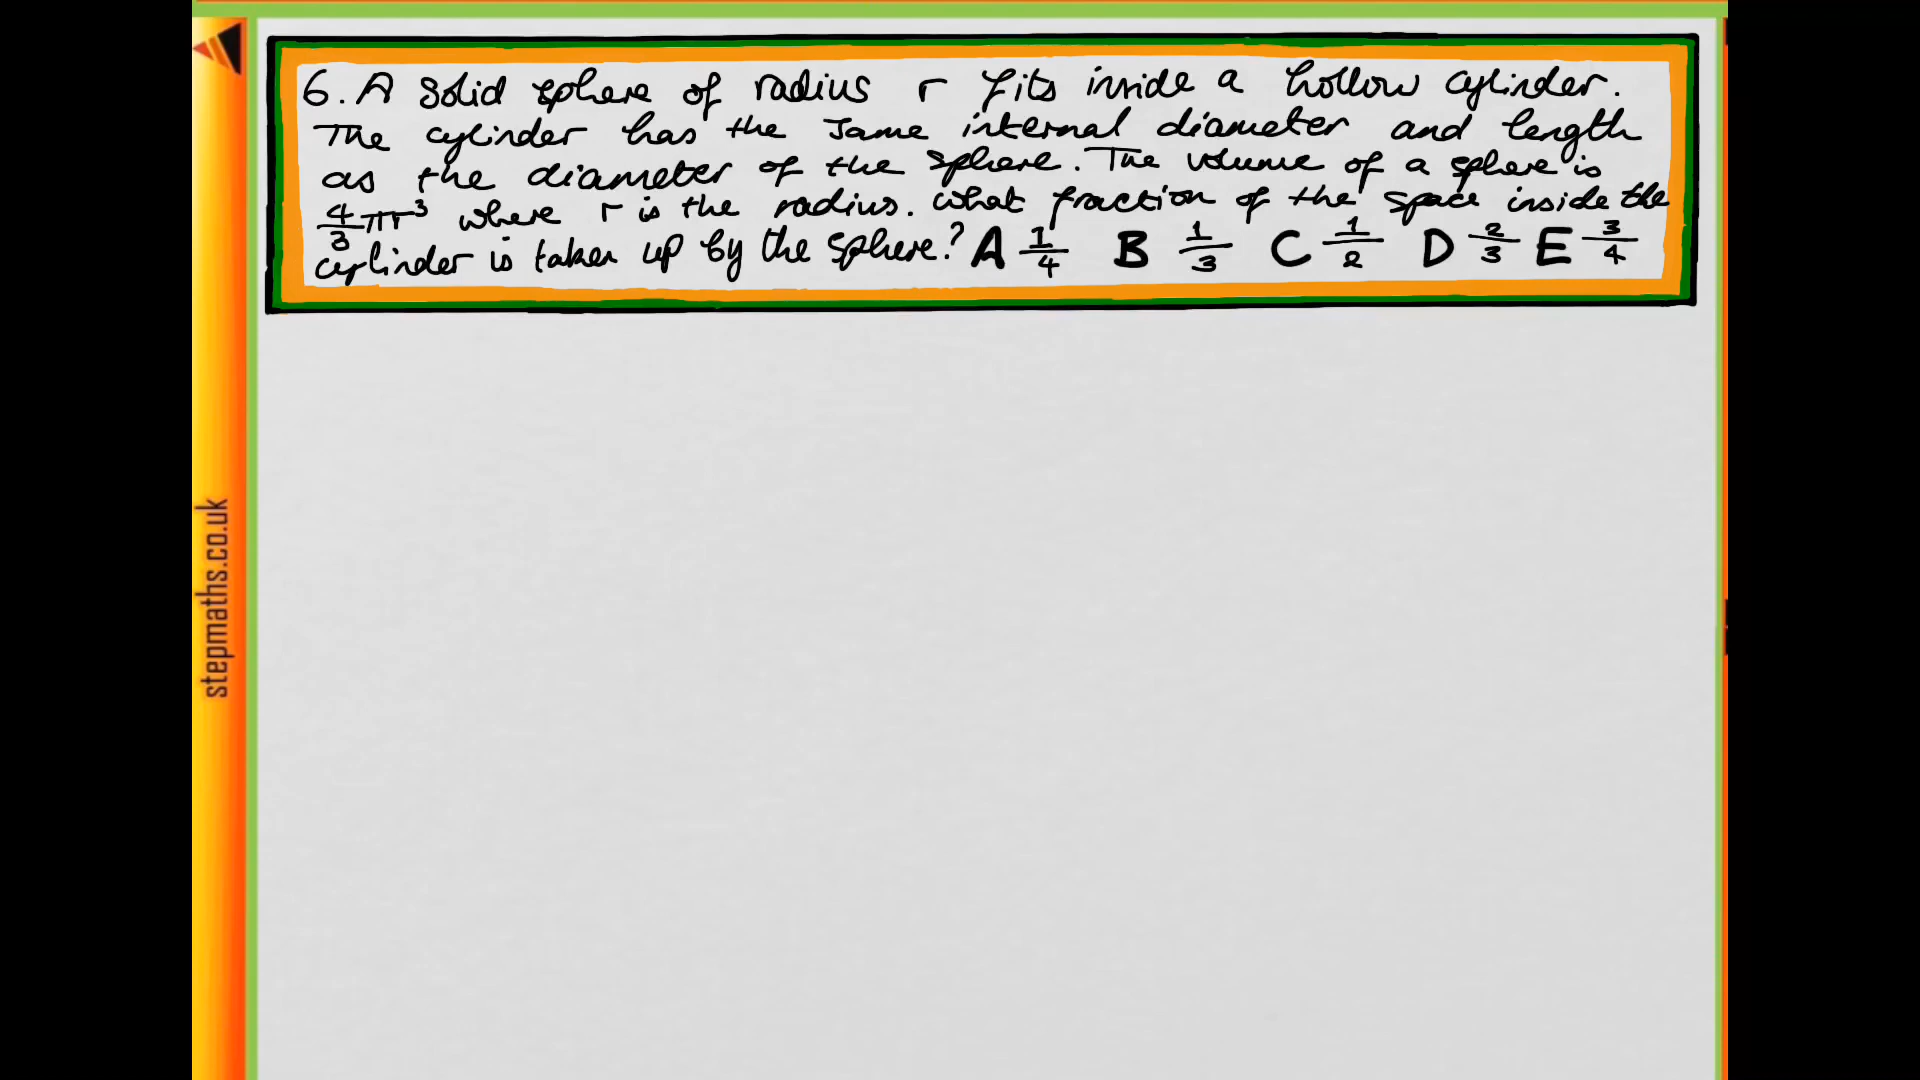 6. A solid sphere of radius r fits inside a hollow cylinder.
The cylinder has the same internal diameter and length
as the diameter of the sphere. The volume of a sphere is
4/3 πr³ where r is the radius. What fraction of the space inside the
cylinder is taken up by the sphere? A 1/4 B 1/3 C 1/2 D 2/3 E 3/4
stepmaths.co.uk